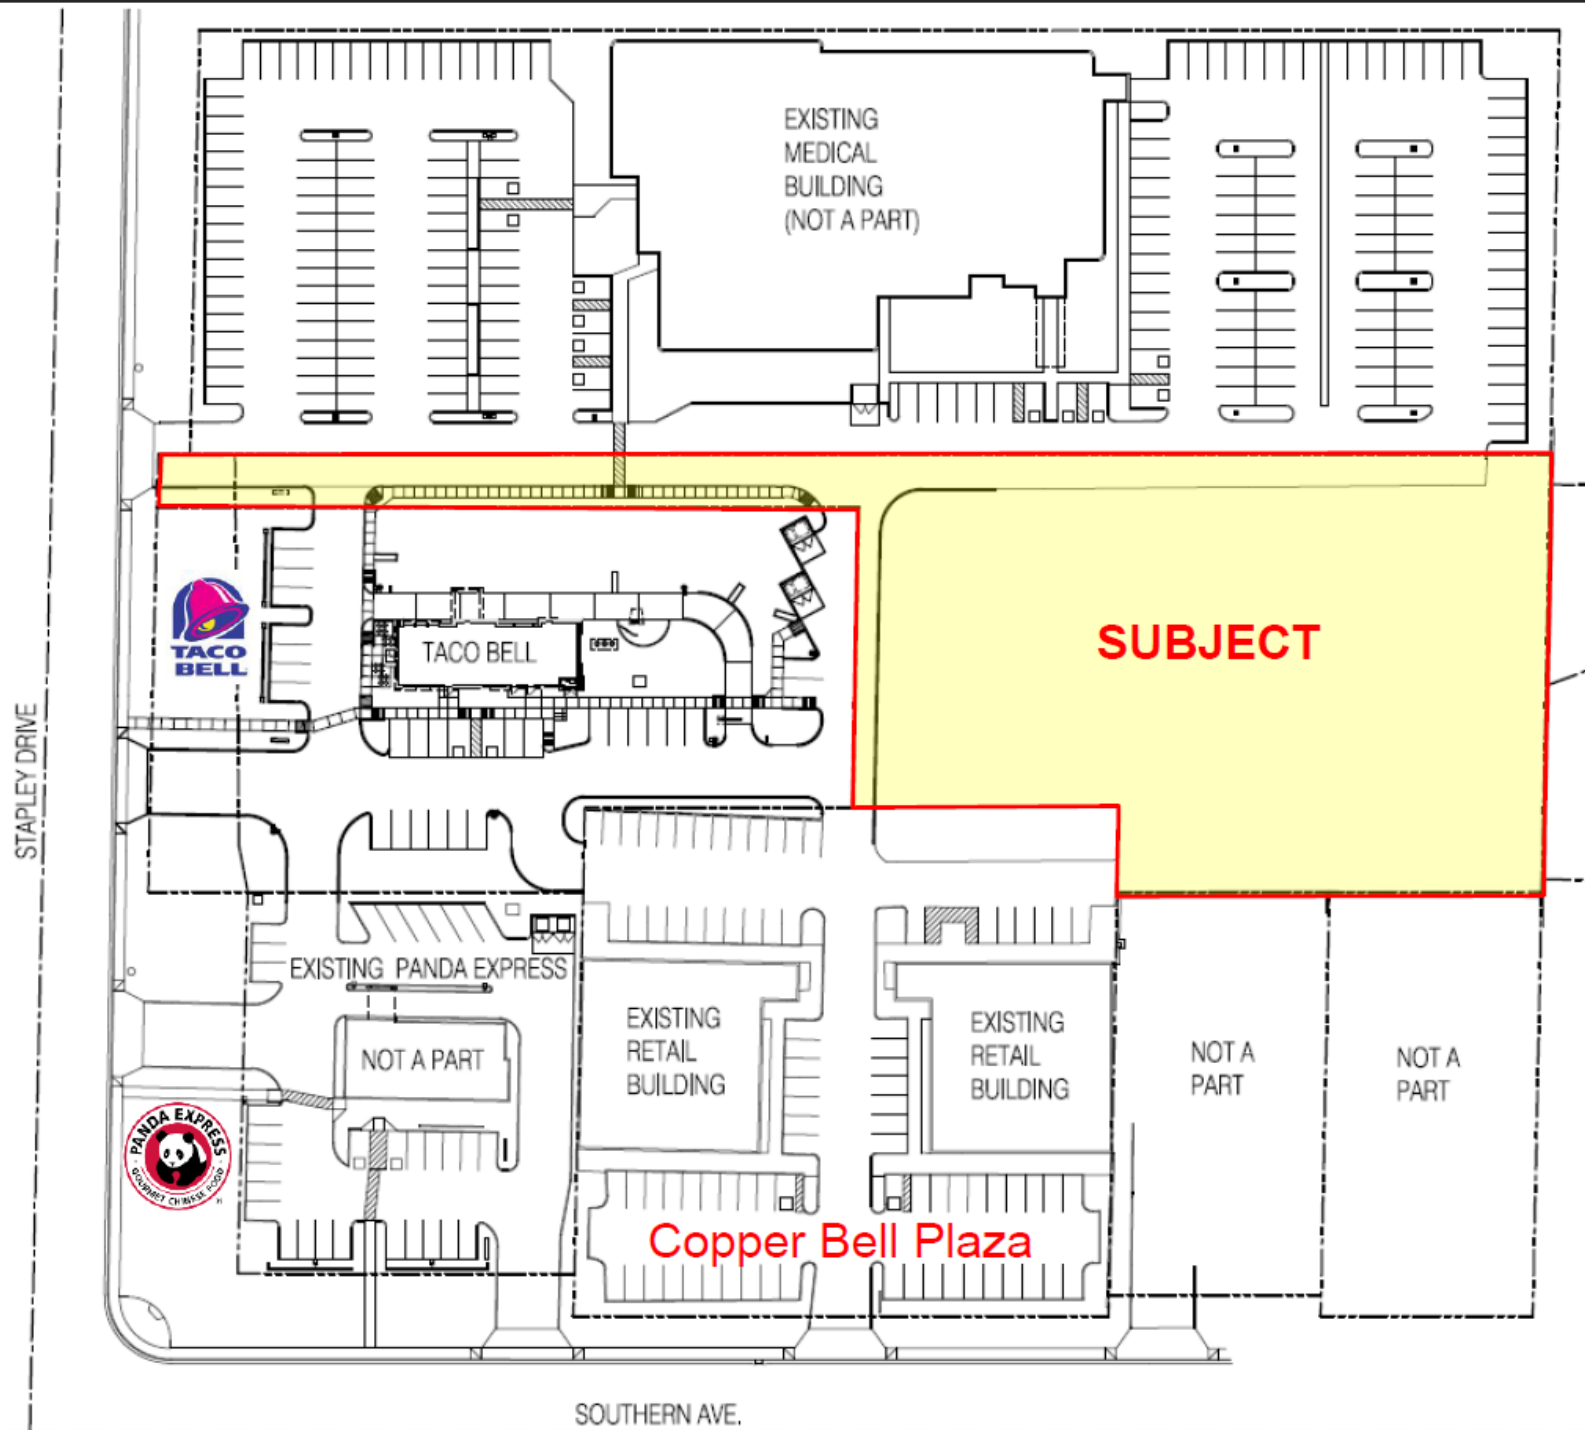 EXISTING
MEDICAL
BUILDING
(NOT A PART)
SUBJECT
TACO
BELL
TACO BELL
STAPLEY DRIVE
EXISTING PANDA EXPRESS
NOT A PART
EXISTING
RETAIL
BUILDING
EXISTING
RETAIL
BUILDING
NOT A
PART
NOT A
PART
PANDA EXPRESS
GOURMET CHINESE FOOD
Copper Bell Plaza
SOUTHERN AVE.